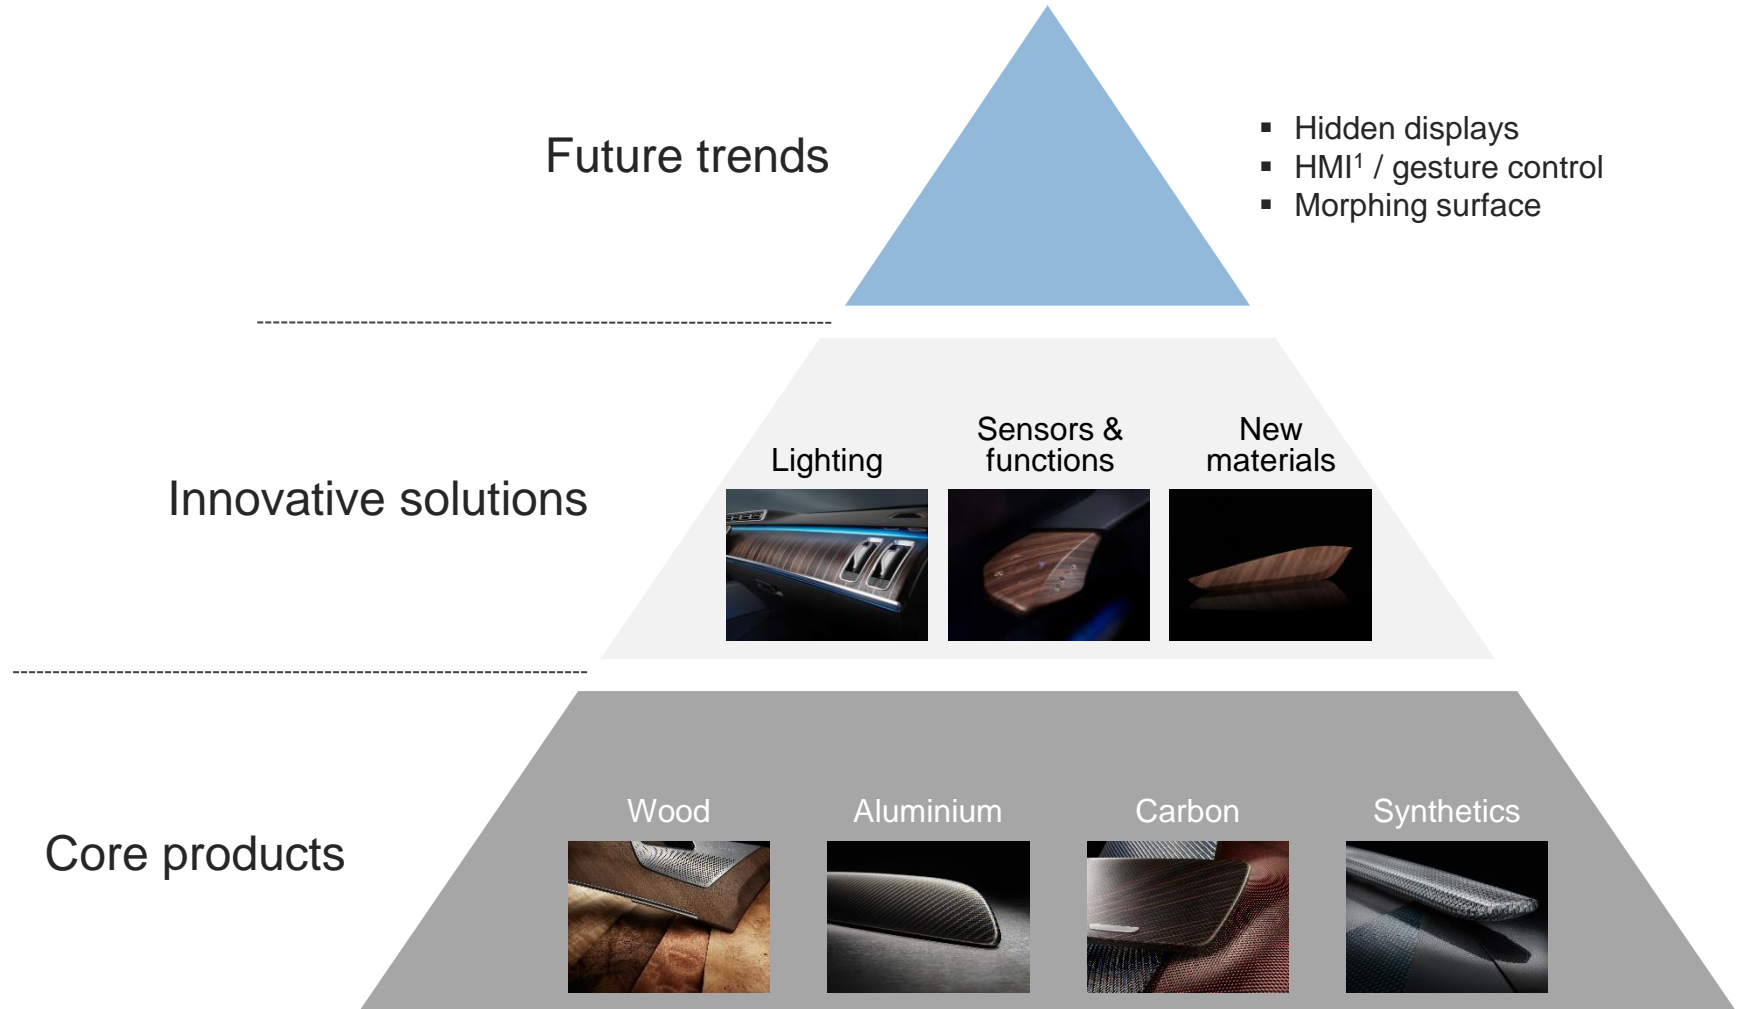 Future trends
▪ Hidden displays
▪ HMI¹ / gesture control
▪ Morphing surface
Innovative solutions
Lighting
Sensors &
functions
New
materials
Core products
Wood
Aluminium
Carbon
Synthetics